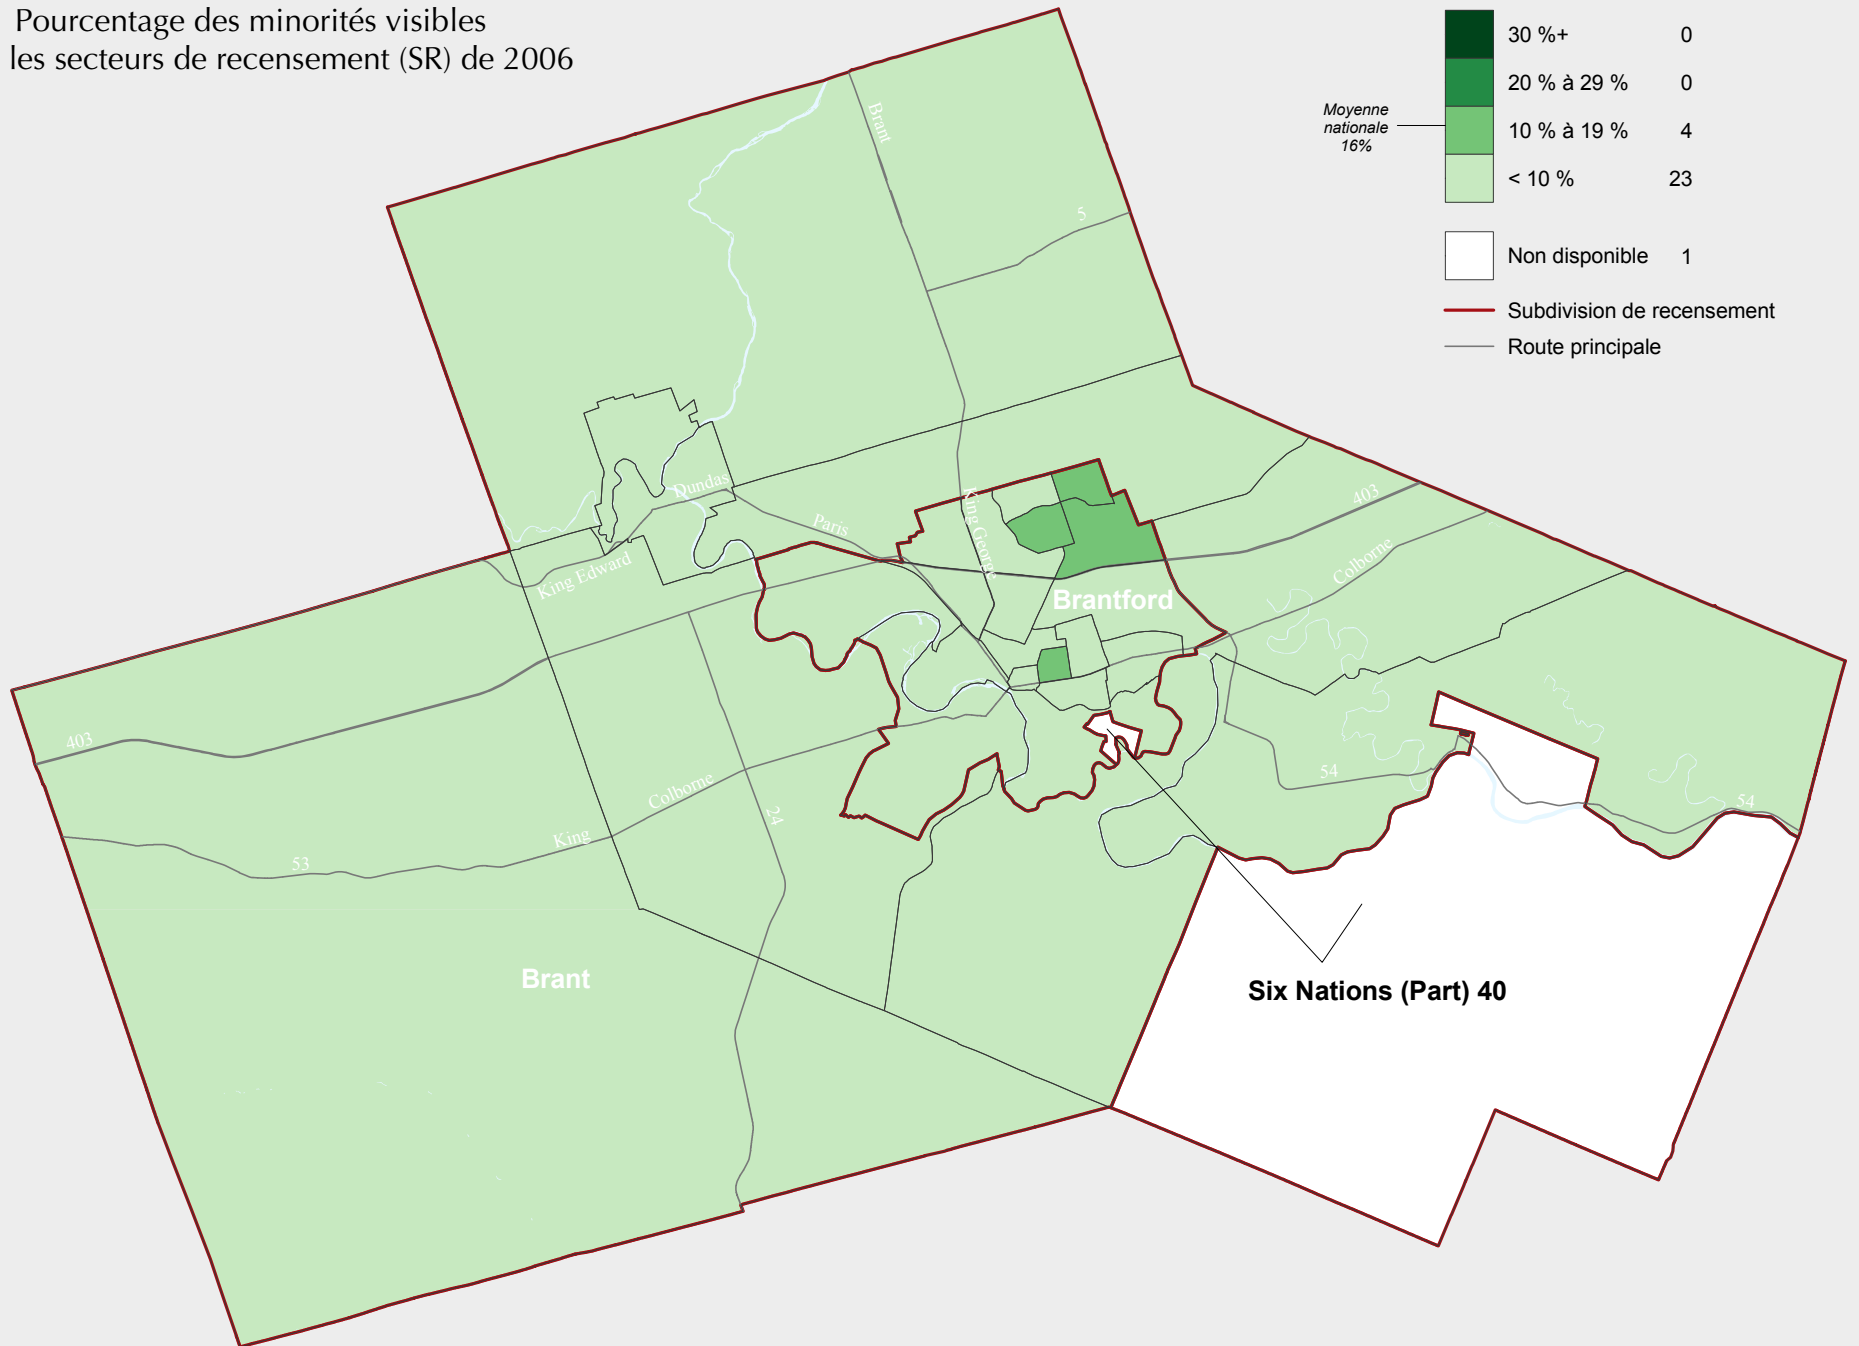 Pourcentage des minorités visibles
les secteurs de recensement (SR) de 2006
30 %+ 0
20 % à 29 % 0
10 % à 19 % 4
< 10 % 23
Moyenne
nationale
16%
Non disponible 1
Subdivision de recensement
Route principale
Brant
5
Dundas
Paris
King George
403
Colborne
King Edward
Brantford
403
Colborne
24
54
54
King
53
Brant
Six Nations (Part) 40